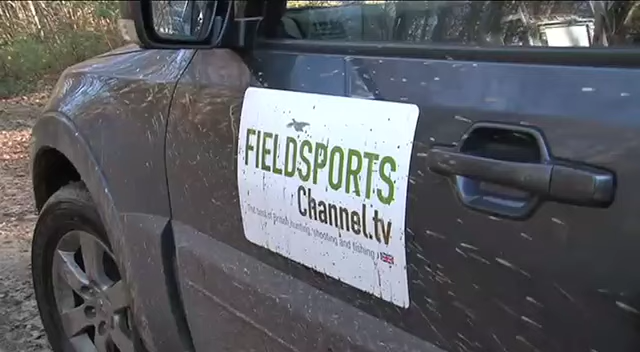 FIELDSPORTS
Channel.tv
The best of British hunting, shooting and fishing